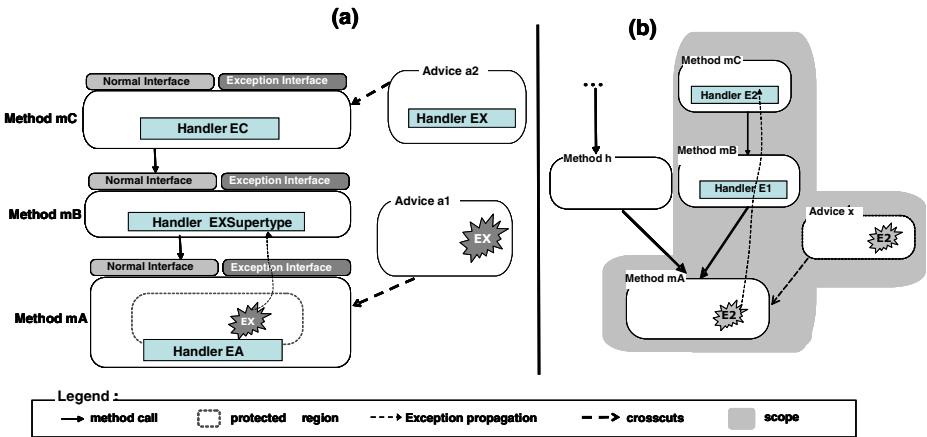 (a)
Normal Interface Exception Interface
Method mC
Handler EC
Advice a2
Handler EX
Normal Interface Exception Interface
Method mB
Handler EXSupertype
Advice a1
EX
Normal Interface Exception Interface
Method mA
EX
Handler EA
(b)
...
Method mC
Handler E2
Method h
Method mB
Handler E1
Advice x
E2
Method mA
E2
Legend :
method call
protected region
Exception propagation
crosscuts
scope